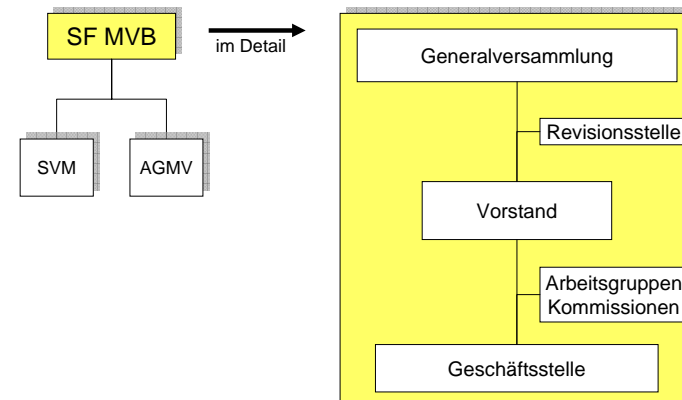 SF MVB
im Detail
SVM
AGMV
Generalversammlung
Revisionsstelle
Vorstand
Arbeitsgruppen
Kommissionen
Geschäftsstelle